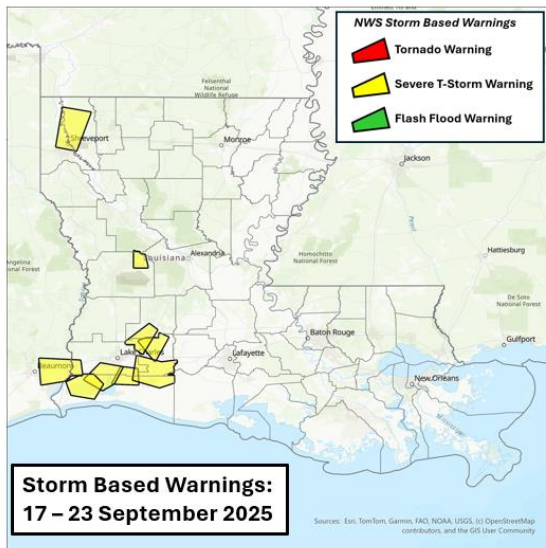 NWS Storm Based Warnings
Tornado Warning
Severe T-Storm Warning
Flash Flood Warning
Felsenthal
National
Wildlife Refuge
Shreveport
Monroe
Jackson
Pearl
Louisiana
Alexandria
Homochitto
National Forest
Hattiesburg
Angelina
National Forest
De Soto
National Forest
Baton Rouge
Gulfport
Lake Charles
Lafayette
Beaumont
New Orleans
Mississippi
Storm Based Warnings:
17 – 23 September 2025
Sources: Esri, TomTom, Garmin, FAO, NOAA, USGS, (c) OpenStreetMap
contributors, and the GIS User Community